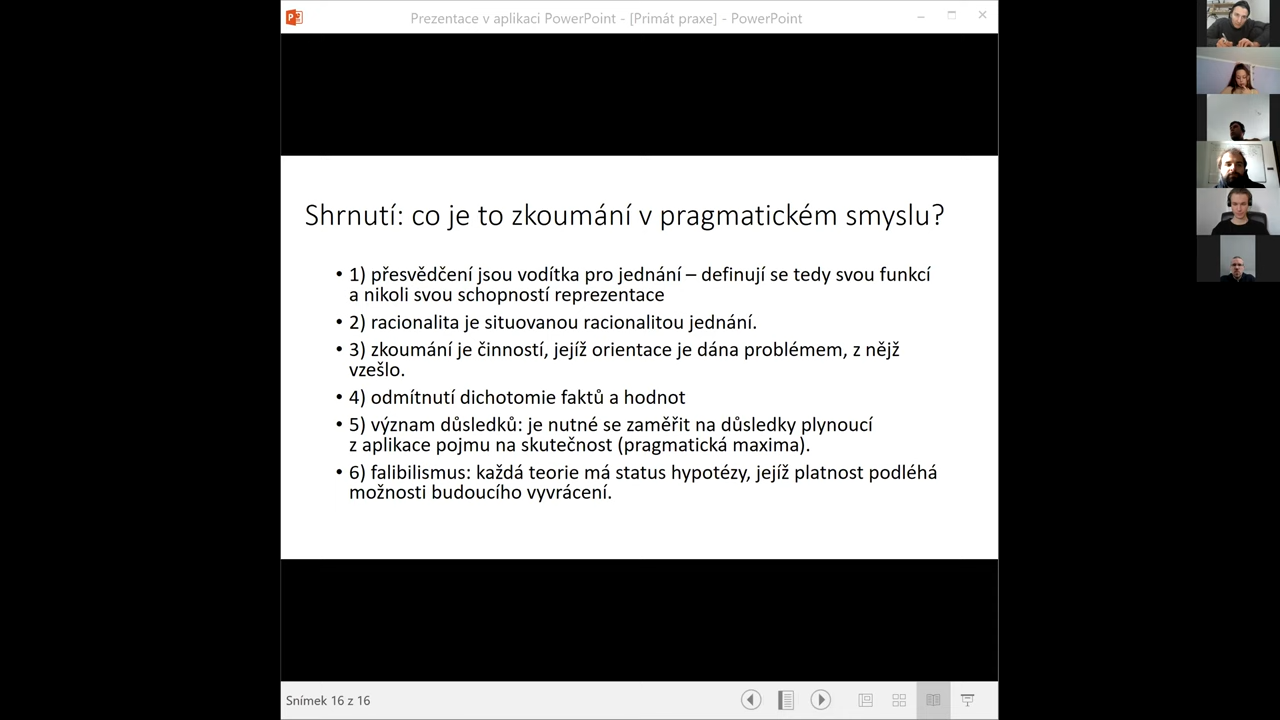 Prezentace v aplikaci PowerPoint - [Primát praxe] - PowerPoint
Shrnutí: co je to zkoumání v pragmatickém smyslu?
• 1) přesvědčení jsou vodítka pro jednání – definují se tedy svou funkcí
a nikoli svou schopností reprezentace
• 2) racionalita je situovanou racionalitou jednání.
• 3) zkoumání je činností, jejíž orientace je dána problémem, z nějž
vzešlo.
• 4) odmítnutí dichotomie faktů a hodnot
• 5) význam důsledků: je nutné se zaměřit na důsledky plynoucí
z aplikace pojmu na skutečnost (pragmatická maxima).
• 6) falibilismus: každá teorie má status hypotézy, jejíž platnost podléhá
možnosti budoucího vyvrácení.
Snímek 16 z 16